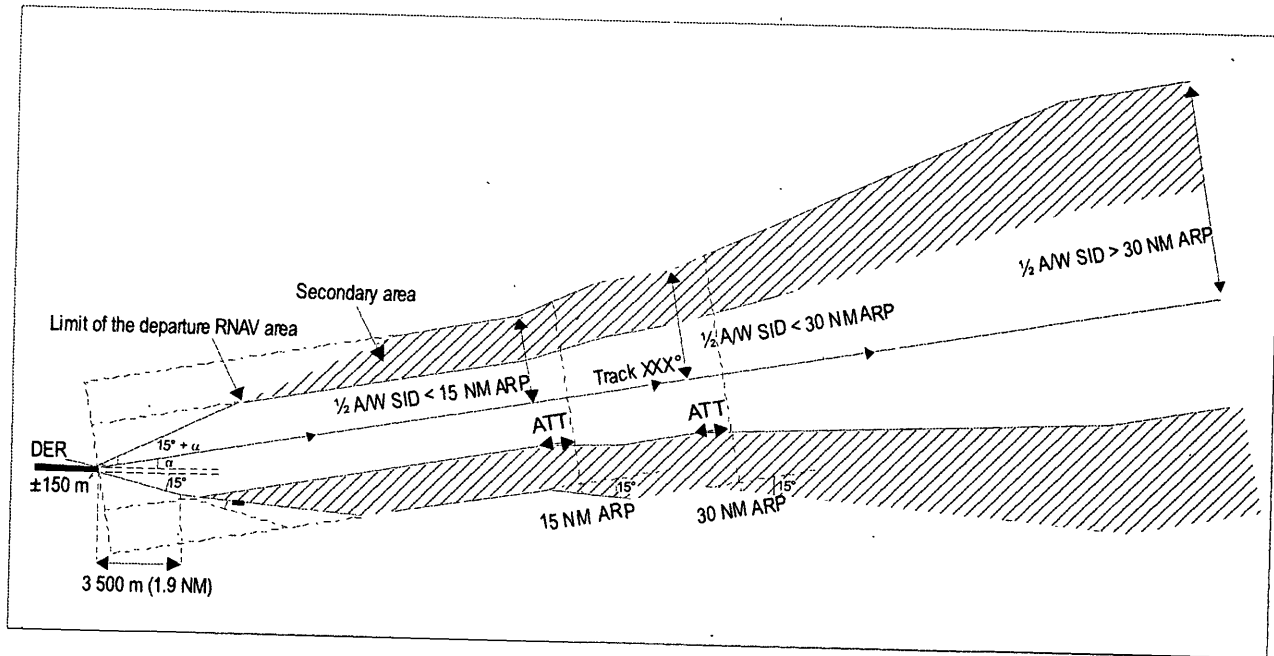 ½ A/W SID > 30 NM ARP
Secondary area
½ A/W SID < 30 NM ARP
Limit of the departure RNAV area
Track XXX°
½ A/W SID < 15 NM ARP
ATT
ATT
DER
15° + α
α
±150 m
15°
15°
15°
15 NM ARP
30 NM ARP
3 500 m (1.9 NM)